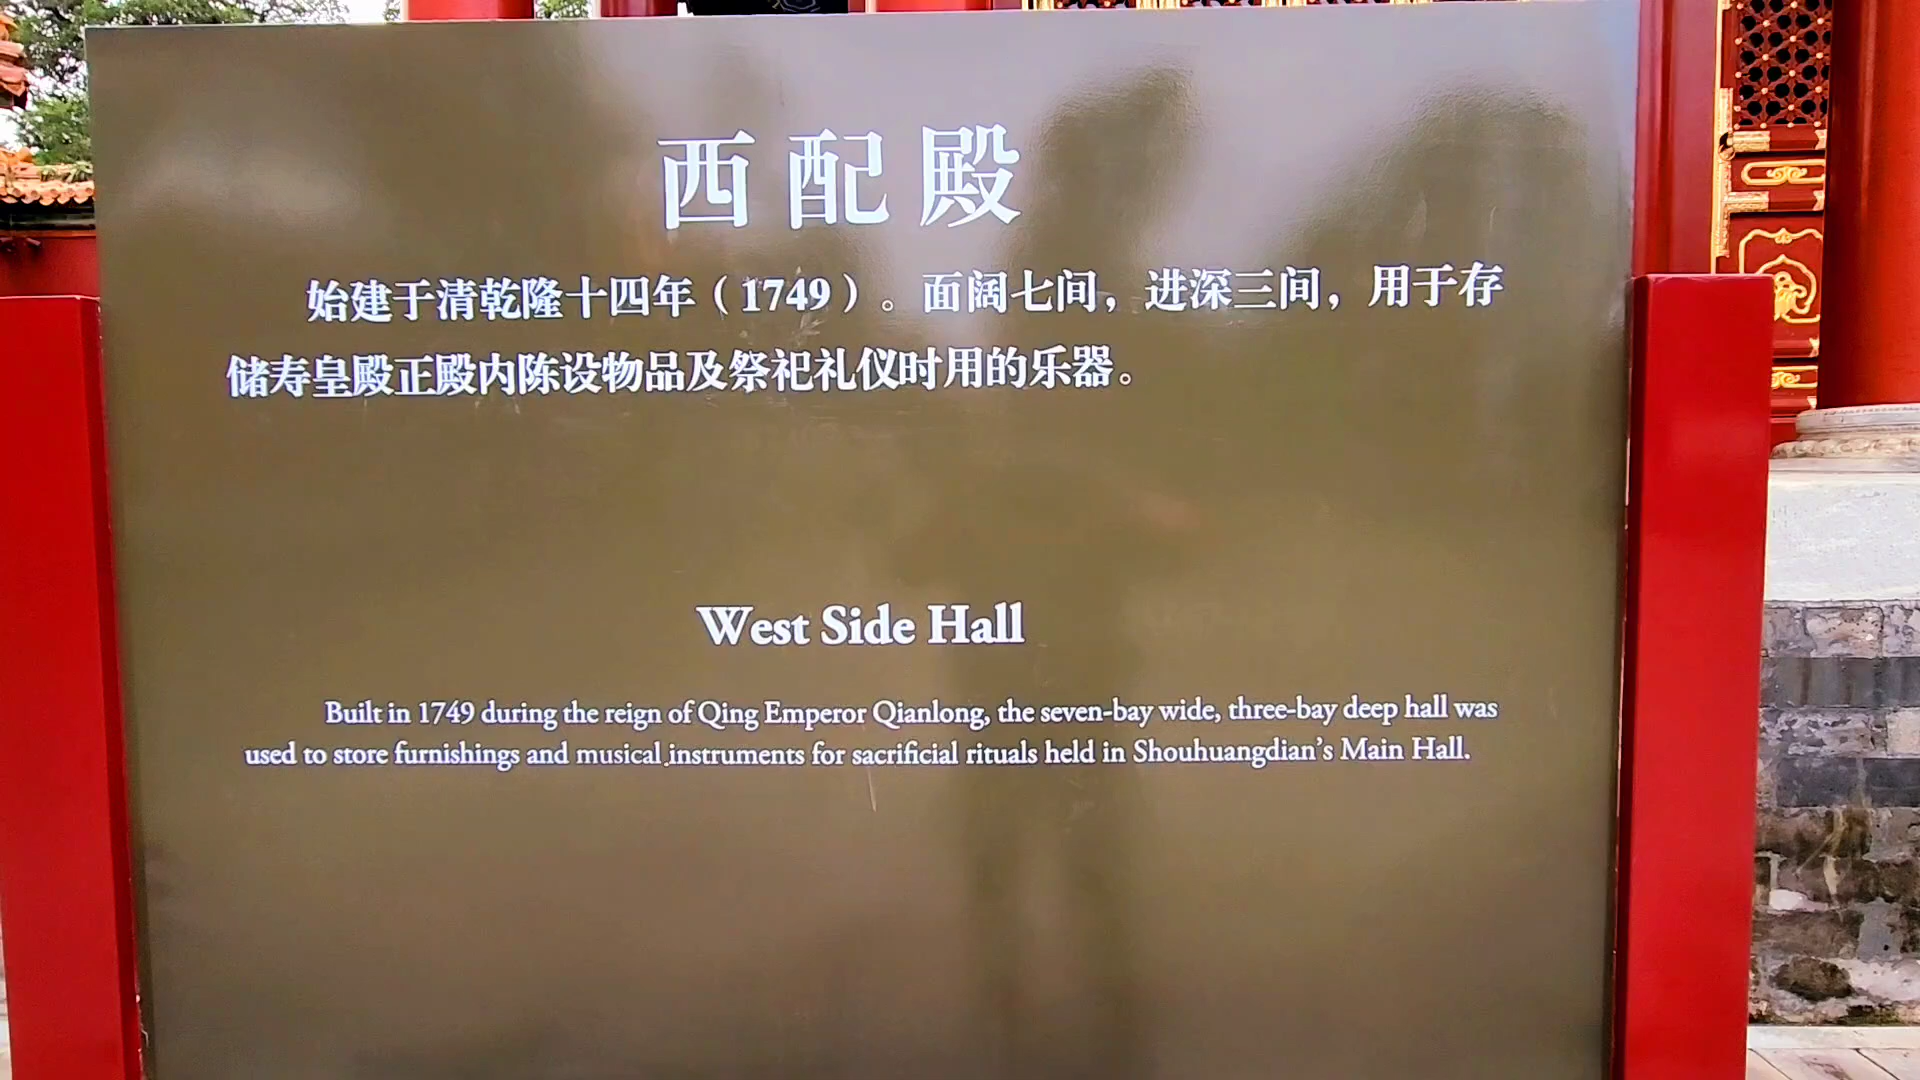 西配殿
始建于清乾隆十四年（1749）。面阔七间，进深三间，用于存
储寿皇殿正殿内陈设物品及祭祀礼仪时用的乐器。
West Side Hall
Built in 1749 during the reign of Qing Emperor Qianlong, the seven-bay wide, three-bay deep hall was
used to store furnishings and musical instruments for sacrificial rituals held in Shouhuangdian's Main Hall.